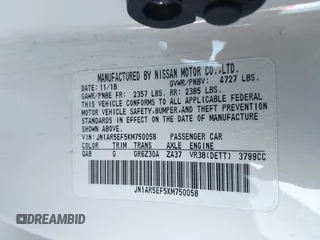 MANUFACTURED BY NISSAN MOTOR CO.,LTD.
DATE: 11/18 GVWR/PNBV: 4727 LBS.
GAWR/PNBE FR: 2357 LBS. RR: 2385 LBS.
THIS VEHICLE CONFORMS TO ALL APPLICABLE
FEDERAL MOTOR VEHICLE
SAFETY,BUMPER,AND THEFT PREVENTION
STANDARDS IN EFFECT ON THE DATE OF
MANUFACTURE SHOWN ABOVE.
VIN:JN1AR5EF5KM750058 PASSENGER CAR
COLOR TRIM TRANS AXLE ENGINE
QAB G GR6Z30A ZA37 VR38(DETT) 3799CC
JN1AR5EF5KM750058